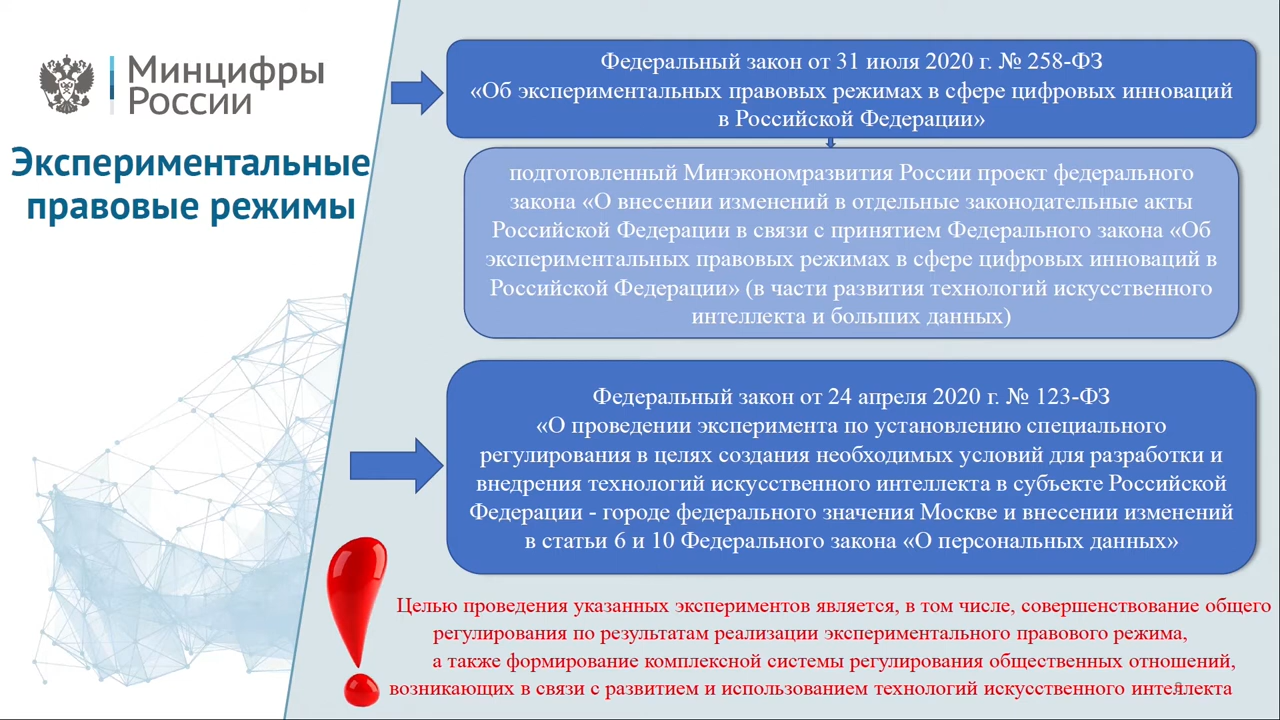 Минцифры
России
Экспериментальные
правовые режимы
Федеральный закон от 31 июля 2020 г. № 258-ФЗ
«Об экспериментальных правовых режимах в сфере цифровых инноваций
в Российской Федерации»
подготовленный Минэкономразвития России проект федерального
закона «О внесении изменений в отдельные законодательные акты
Российской Федерации в связи с принятием Федерального закона «Об
экспериментальных правовых режимах в сфере цифровых инноваций в
Российской Федерации» (в части развития технологий искусственного
интеллекта и больших данных)
Федеральный закон от 24 апреля 2020 г. № 123-ФЗ
«О проведении эксперимента по установлению специального
регулирования в целях создания необходимых условий для разработки и
внедрения технологий искусственного интеллекта в субъекте Российской
Федерации - городе федерального значения Москве и внесении изменений
в статьи 6 и 10 Федерального закона «О персональных данных»
Целью проведения указанных экспериментов является, в том числе, совершенствование общего
регулирования по результатам реализации экспериментального правового режима,
а также формирование комплексной системы регулирования общественных отношений,
возникающих в связи с развитием и использованием технологий искусственного интеллекта